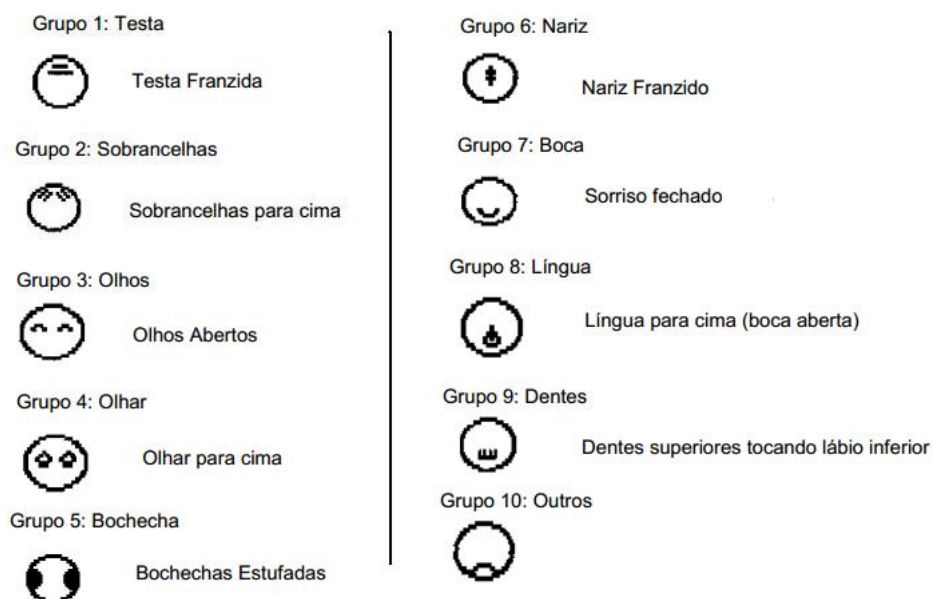 Grupo 1: Testa
Testa Franzida
Grupo 2: Sobrancelhas
Sobrancelhas para cima
Grupo 3: Olhos
Olhos Abertos
Grupo 4: Olhar
Olhar para cima
Grupo 5: Bochecha
Bochechas Estufadas
Grupo 6: Nariz
Nariz Franzido
Grupo 7: Boca
Sorriso fechado
Grupo 8: Língua
Língua para cima (boca aberta)
Grupo 9: Dentes
Dentes superiores tocando lábio inferior
Grupo 10: Outros